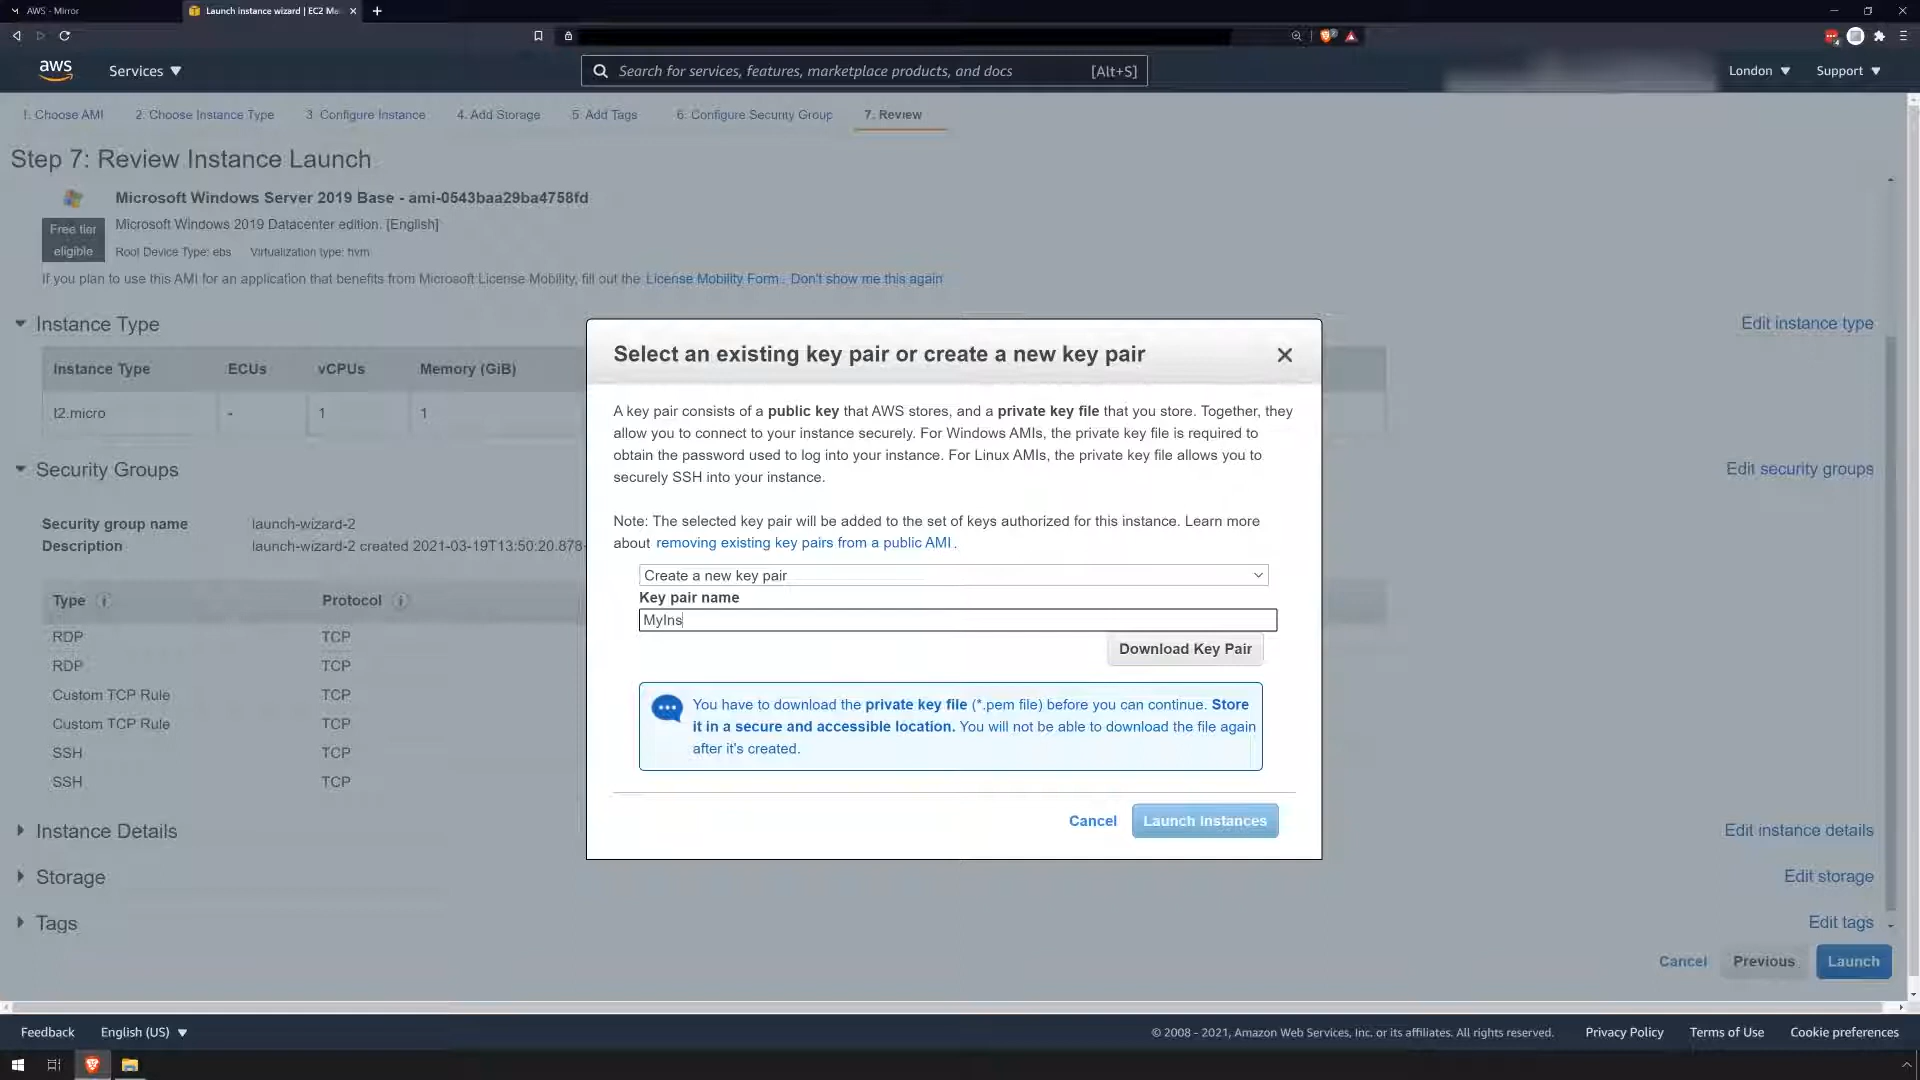 AWS - Mirror
Launch instance wizard | EC2 Ma
aws
Services
Search for services, features, marketplace products, and docs
[Alt+S]
London
Support
1. Choose AMI
2. Choose Instance Type
3. Configure Instance
4. Add Storage
5. Add Tags
6. Configure Security Group
7. Review
Step 7: Review Instance Launch
Microsoft Windows Server 2019 Base - ami-0543baa29ba4758fd
Free tier
eligible
Microsoft Windows 2019 Datacenter edition. [English]
Root Device Type: ebs Virtualization type: hvm
If you plan to use this AMI for an application that benefits from Microsoft License Mobility, fill out the License Mobility Form. Don't show me this again
Instance Type
Edit instance type
Instance Type
ECUs
vCPUs
Memory (GiB)
t2.micro
-
1
1
Security Groups
Edit security groups
Security group name
launch-wizard-2
Description
launch-wizard-2 created 2021-03-19T13:50:20.878-
Type
Protocol
RDP TCP
RDP TCP
Custom TCP Rule TCP
Custom TCP Rule TCP
SSH TCP
SSH TCP
Instance Details
Edit instance details
Storage
Edit storage
Tags
Edit tags
Cancel
Previous
Launch
Select an existing key pair or create a new key pair
A key pair consists of a public key that AWS stores, and a private key file that you store. Together, they
allow you to connect to your instance securely. For Windows AMIs, the private key file is required to
obtain the password used to log into your instance. For Linux AMIs, the private key file allows you to
securely SSH into your instance.
Note: The selected key pair will be added to the set of keys authorized for this instance. Learn more
about removing existing key pairs from a public AMI.
Create a new key pair
Key pair name
MyIns
Download Key Pair
You have to download the private key file (*.pem file) before you can continue. Store
it in a secure and accessible location. You will not be able to download the file again
after it's created.
Cancel
Launch Instances
Feedback
English (US)
© 2008 - 2021, Amazon Web Services, Inc. or its affiliates. All rights reserved.
Privacy Policy
Terms of Use
Cookie preferences